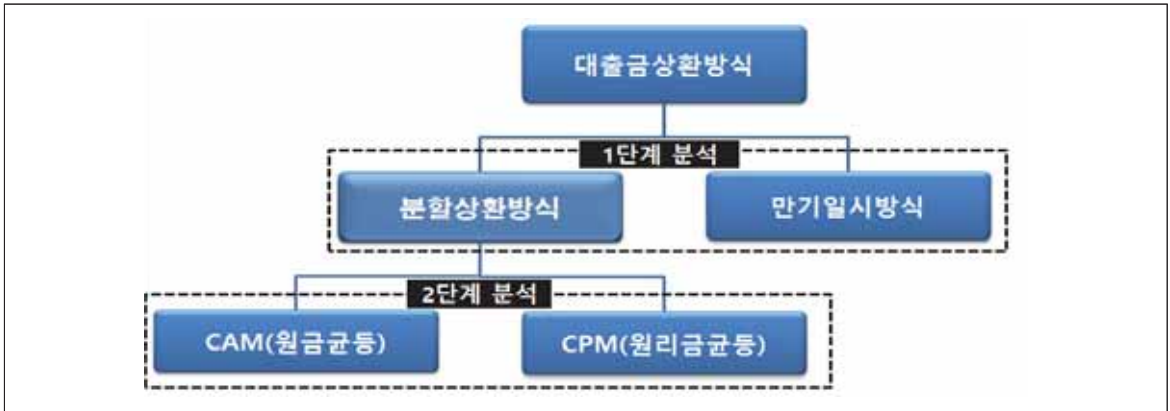 대출금상환방식
1단계 분석
분할상환방식
만기일시방식
2단계 분석
CAM(원금균등)
CPM(원리금균등)